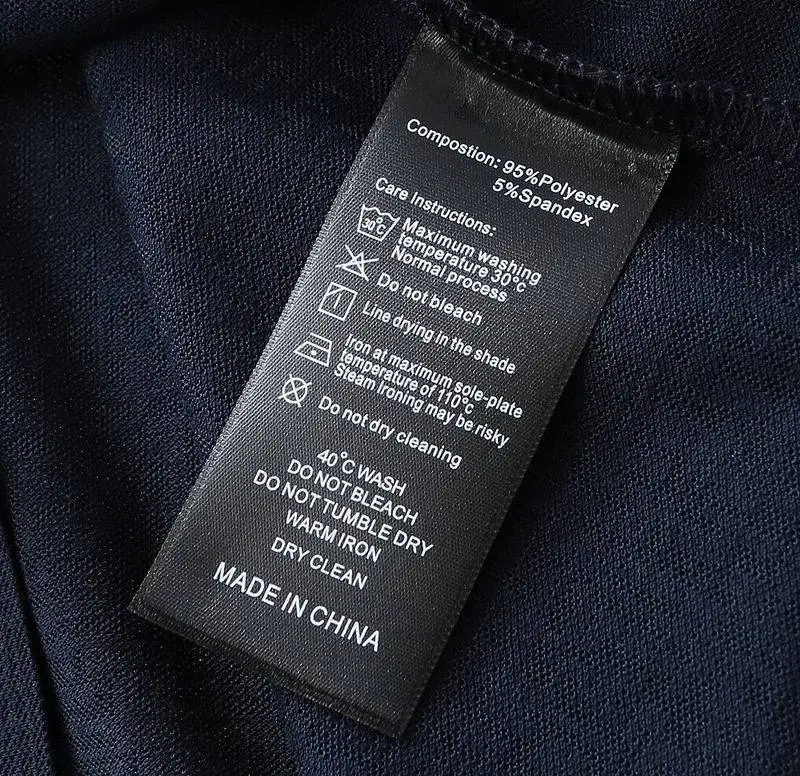 Compostion: 95%Polyester
5%Spandex
Care Instructions:
30°C
Maximum washing
temperature 30°c
Normal process
Do not bleach
Line drying in the shade
Iron at maximum sole-plate
temperature of 110°c
Steam Ironing may be risky
Do not dry cleaning
40°C WASH
DO NOT BLEACH
DO NOT TUMBLE DRY
WARM IRON
DRY CLEAN
MADE IN CHINA